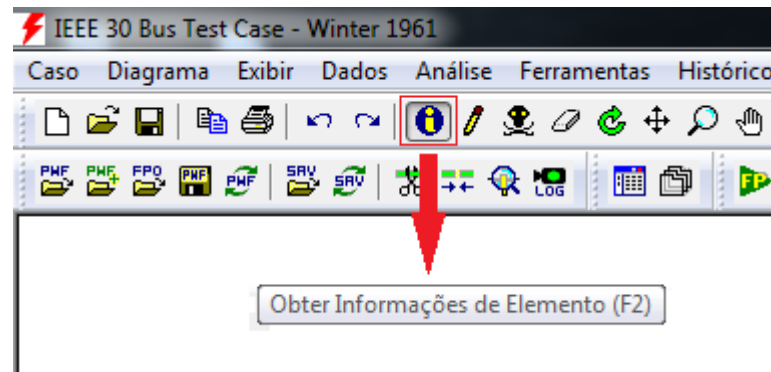 IEEE 30 Bus Test Case - Winter 1961
Caso Diagrama Exibir Dados Análise Ferramentas Histórico
PWF PWF+ FPO PWF PWF SAV SAV LOG FP
Obter Informações de Elemento (F2)